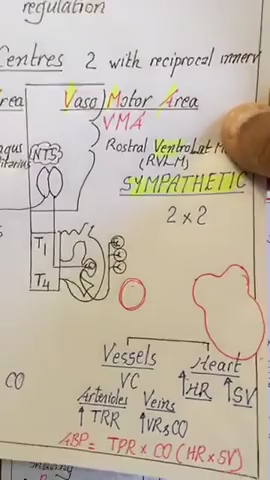 regulation
Centres 2 with reciprocal innerv
Area
Vaso Motor Area
VMA
Rostral VentroLat M
(RVLM)
NTS
SYMPATHETIC
2 x 2
T1
T4
Vessels
Heart
VC
↑HR
↑SV
CO
Arterioles
Veins
↑ TRR
↑VR & CO
ABP = TPR x CO (HR x SV)